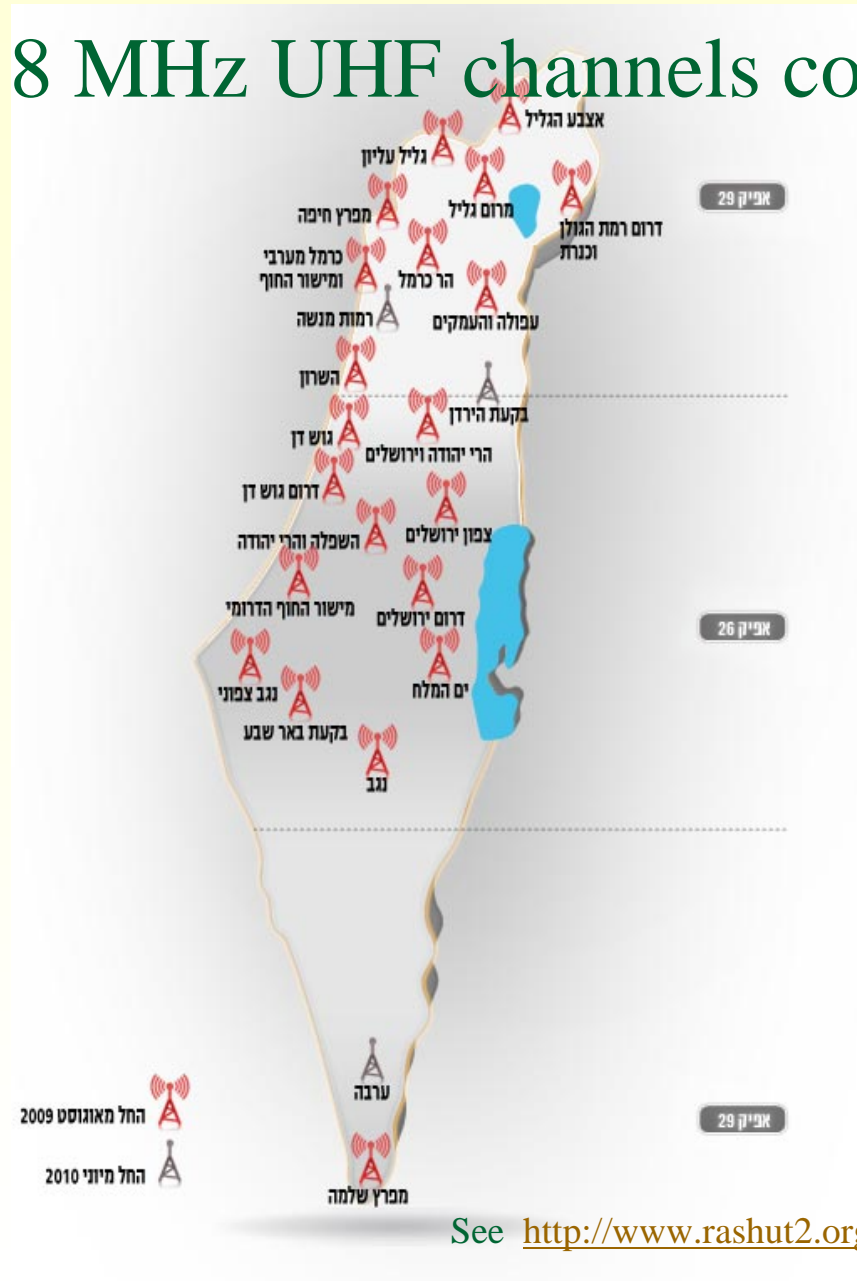 8 MHz UHF channels co
אצבע הגליל
גליל עליון
מרום גליל
אפיק 29
מפרץ חיפה
דרום רמת הגולן
וכנרת
כרמל מערבי
ומישור החוף
הר כרמל
רמות מנשה
עפולה והעמקים
השרון
בקעת הירדן
גוש דן
הרי יהודה וירושלים
דרום גוש דן
צפון ירושלים
השפלה והרי יהודה
מישור החוף הדרומי
דרום ירושלים
אפיק 26
נגב צפוני
ים המלח
בקעת באר שבע
נגב
ערבה
החל מאוגוסט 2009
אפיק 29
החל מיוני 2010
מפרץ שלמה
See http://www.rashut2.org